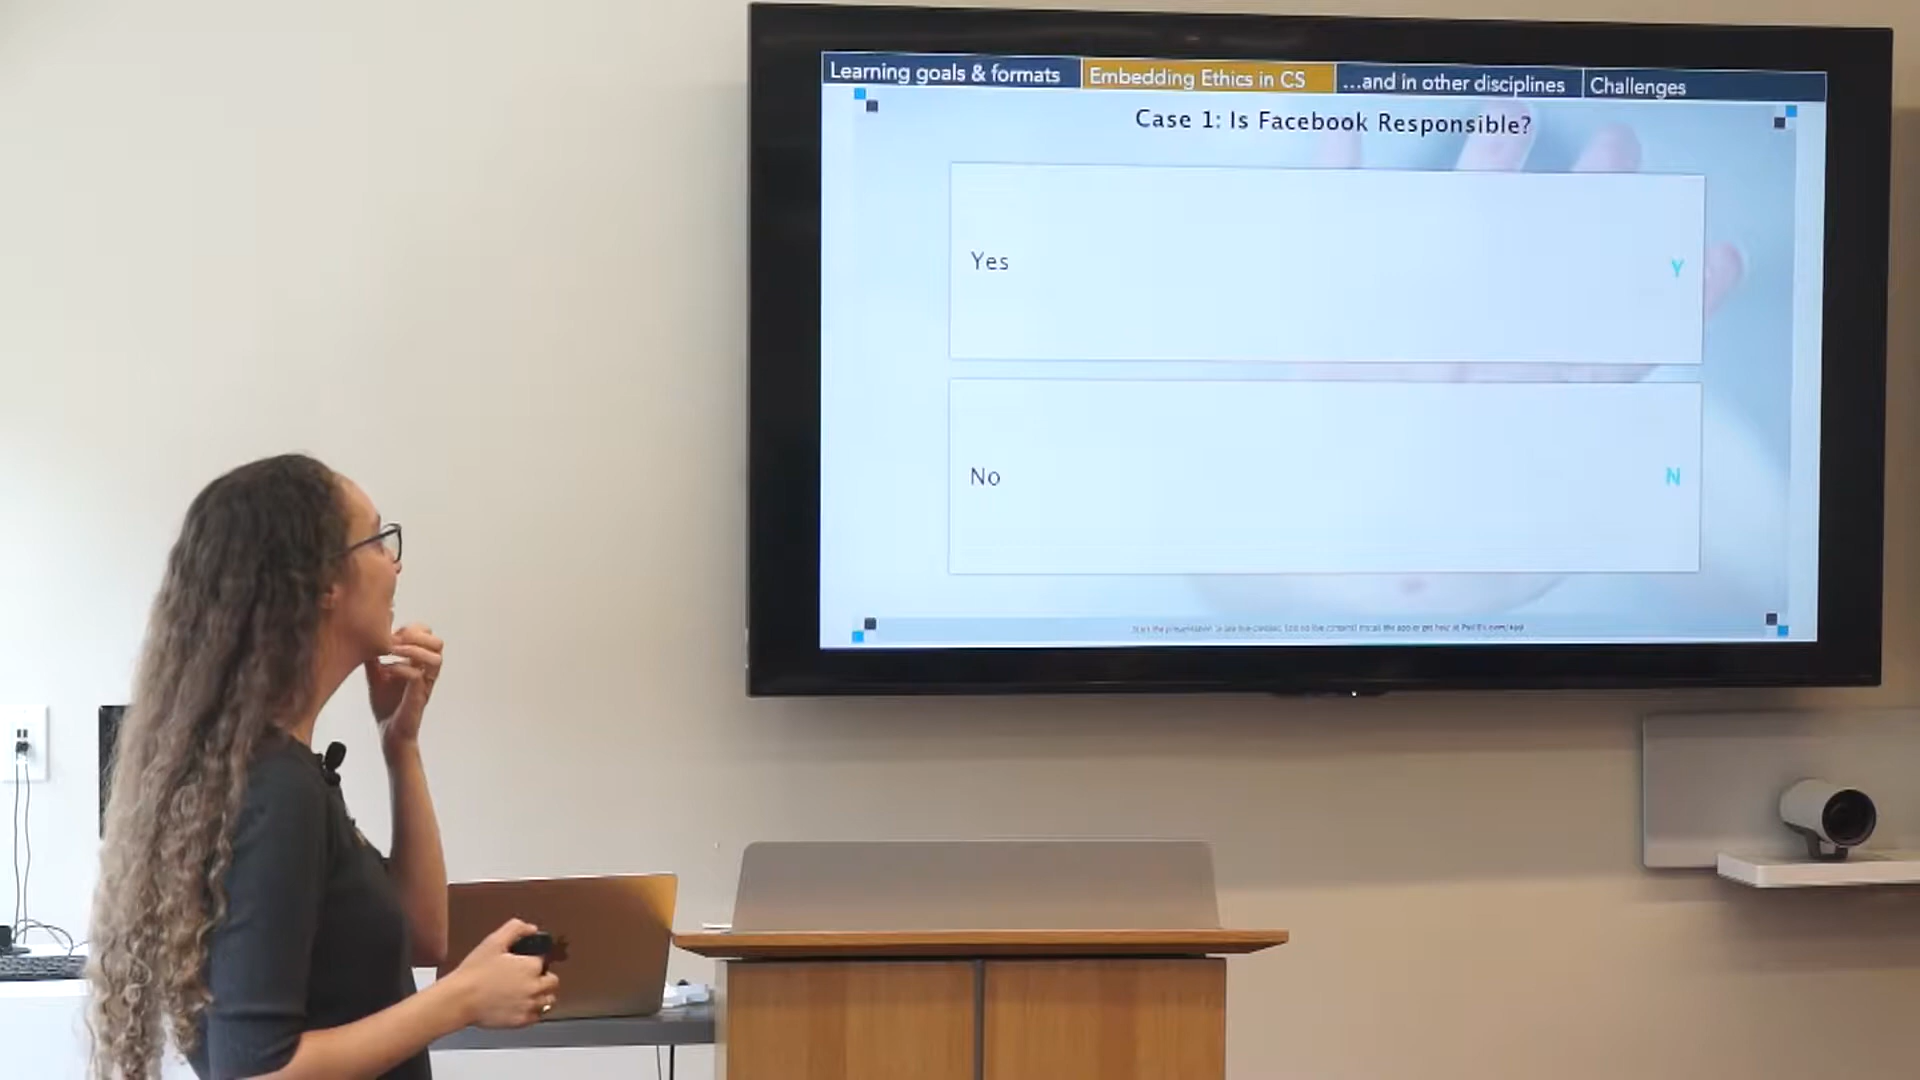 Learning goals & formats
Embedding Ethics in CS
...and in other disciplines
Challenges
Case 1: Is Facebook Responsible?
Yes
Y
No
N